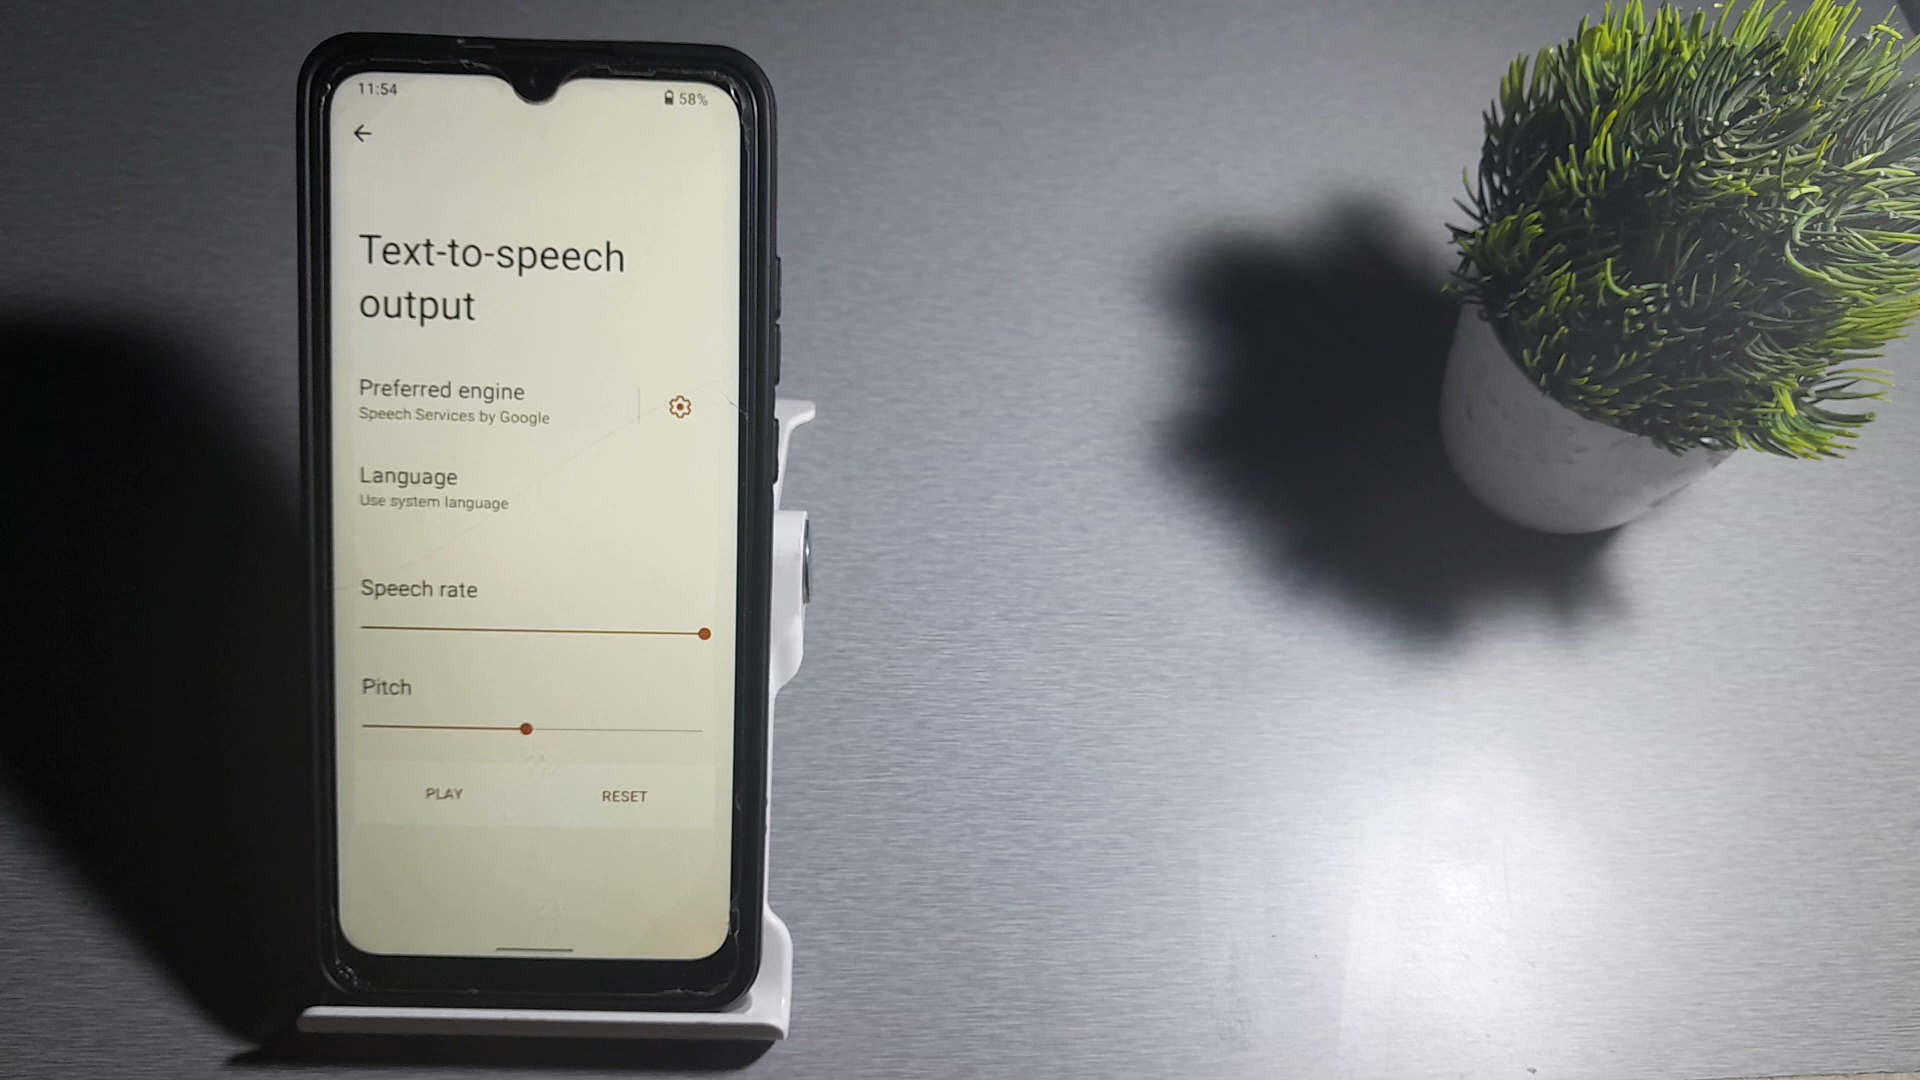 11:54
58%
Text-to-speech
output
Preferred engine
Speech Services by Google
Language
Use system language
Speech rate
Pitch
PLAY
RESET